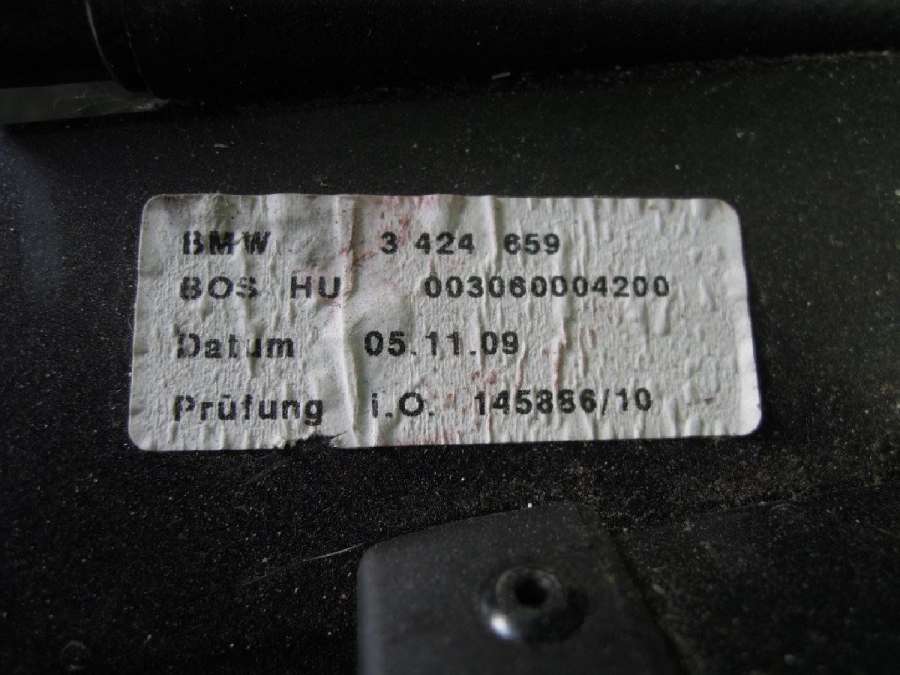 BMW 3 424 659
BOS HU 003060004200
Datum 05.11.09
Prüfung i.O. 145886/10